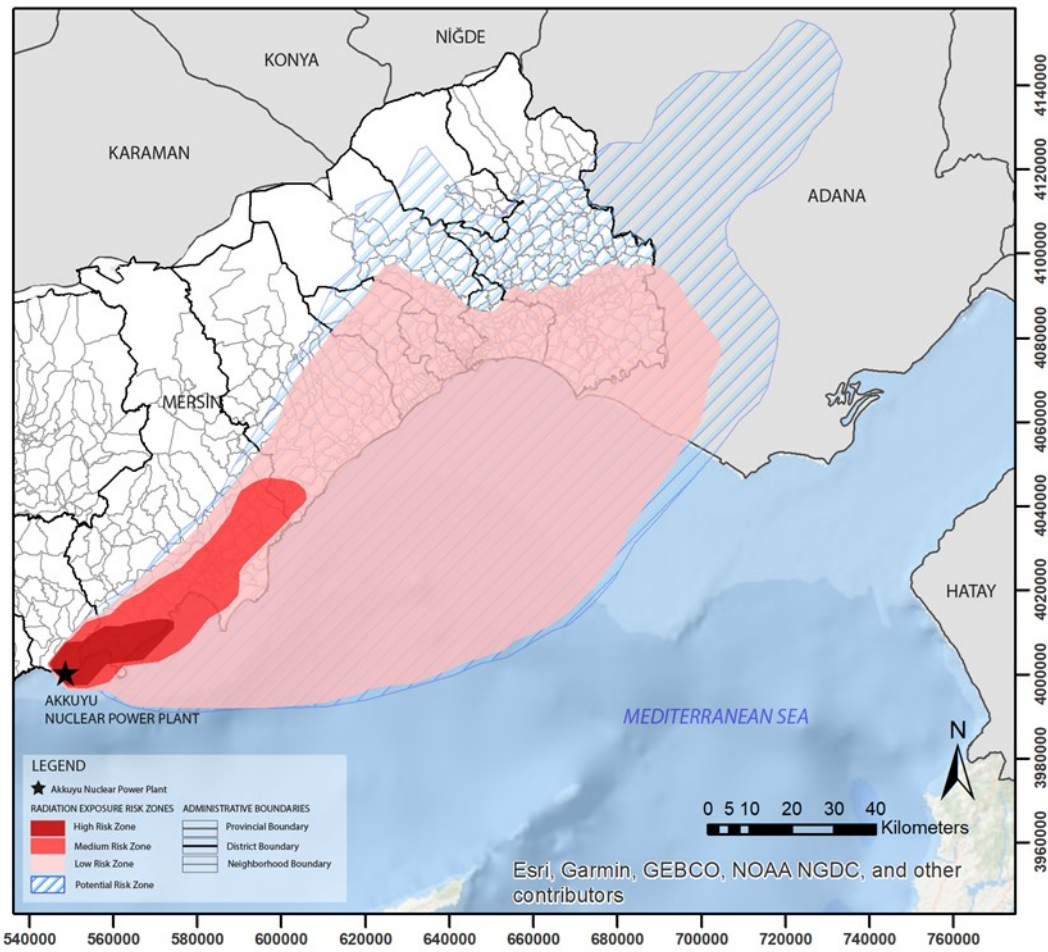 NİĞDE
KONYA
KARAMAN
ADANA
MERSİN
HATAY
AKKUYU
NUCLEAR POWER PLANT
MEDITERRANEAN SEA
N
LEGEND
Akkuyu Nuclear Power Plant
RADIATION EXPOSURE RISK ZONES
High Risk Zone
Medium Risk Zone
Low Risk Zone
Potential Risk Zone
ADMINISTRATIVE BOUNDARIES
Provincial Boundary
District Boundary
Neighborhood Boundary
0 5 10 20 30 40
Kilometers
Esri, Garmin, GEBCO, NOAA NGDC, and other
contributors
4140000
4120000
4100000
4080000
4060000
4040000
4020000
4000000
3980000
3960000
540000 560000 580000 600000 620000 640000 660000 680000 700000 720000 740000 760000